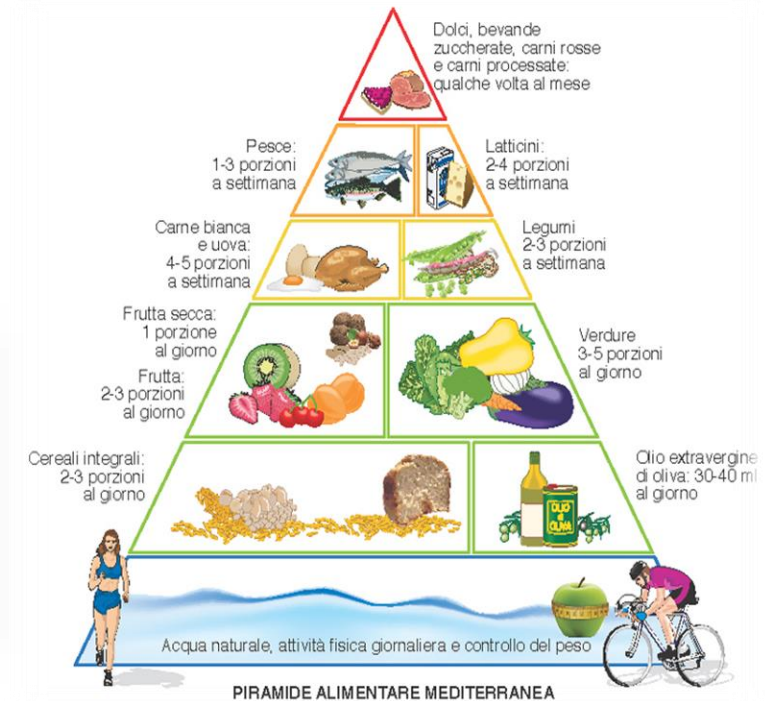 Dolci, bevande
zuccherate, carni rosse
e carni processate:
qualche volta al mese
Pesce:
1-3 porzioni
a settimana
Latticini:
2-4 porzioni
a settimana
Carne bianca
e uova:
4-5 porzioni
a settimana
Legumi
2-3 porzioni
a settimana
Frutta secca:
1 porzione
al giorno
Frutta:
2-3 porzioni
al giorno
Verdure
3-5 porzioni
al giorno
Cereali integrali:
2-3 porzioni
al giorno
Olio extravergine
di oliva: 30-40 ml
al giorno
OLIO
di
OLIVA
Acqua naturale, attività fisica giornaliera e controllo del peso
PIRAMIDE ALIMENTARE MEDITERRANEA